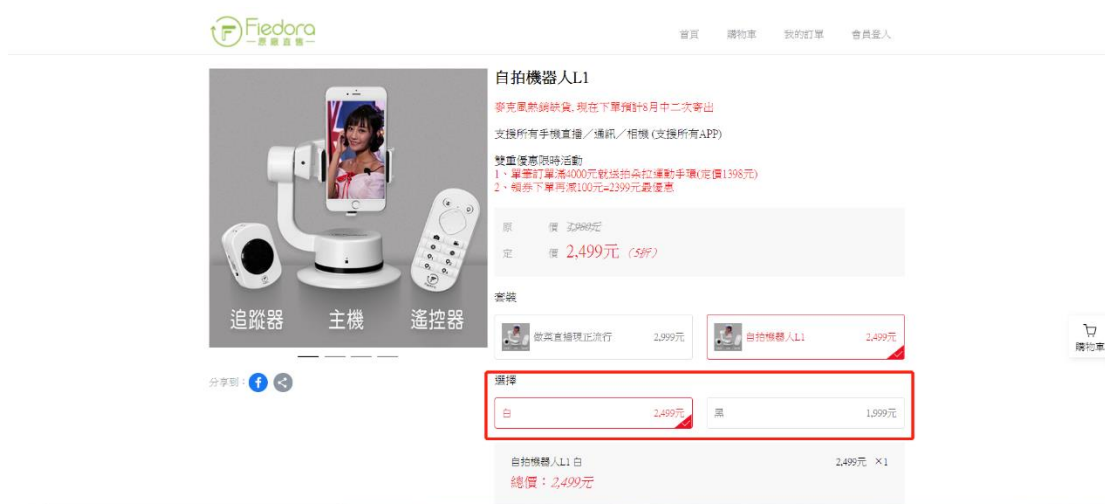 Fiedora
原廠直售
首頁 購物車 我的訂單 會員登入
自拍機器人L1
麥克風熱銷缺貨,現在下單預計8月中二次寄出
支援所有手機直播／通訊／相機 (支援所有APP)
雙重優惠限時活動
1、單筆訂單滿4000元就送拍朵拉運動手環(定價1398元)
2、領券下單再減100元=2399元最優惠
原 價
定 價 2,499元 (5折)
套裝
做菜直播現正流行 2,999元
自拍機器人L1 2,499元
追蹤器 主機 遙控器
購物車
分享到：
選擇
白 2,499元
黑 1,999元
自拍機器人L1 白 2,499元 ×1
總價：2,499元